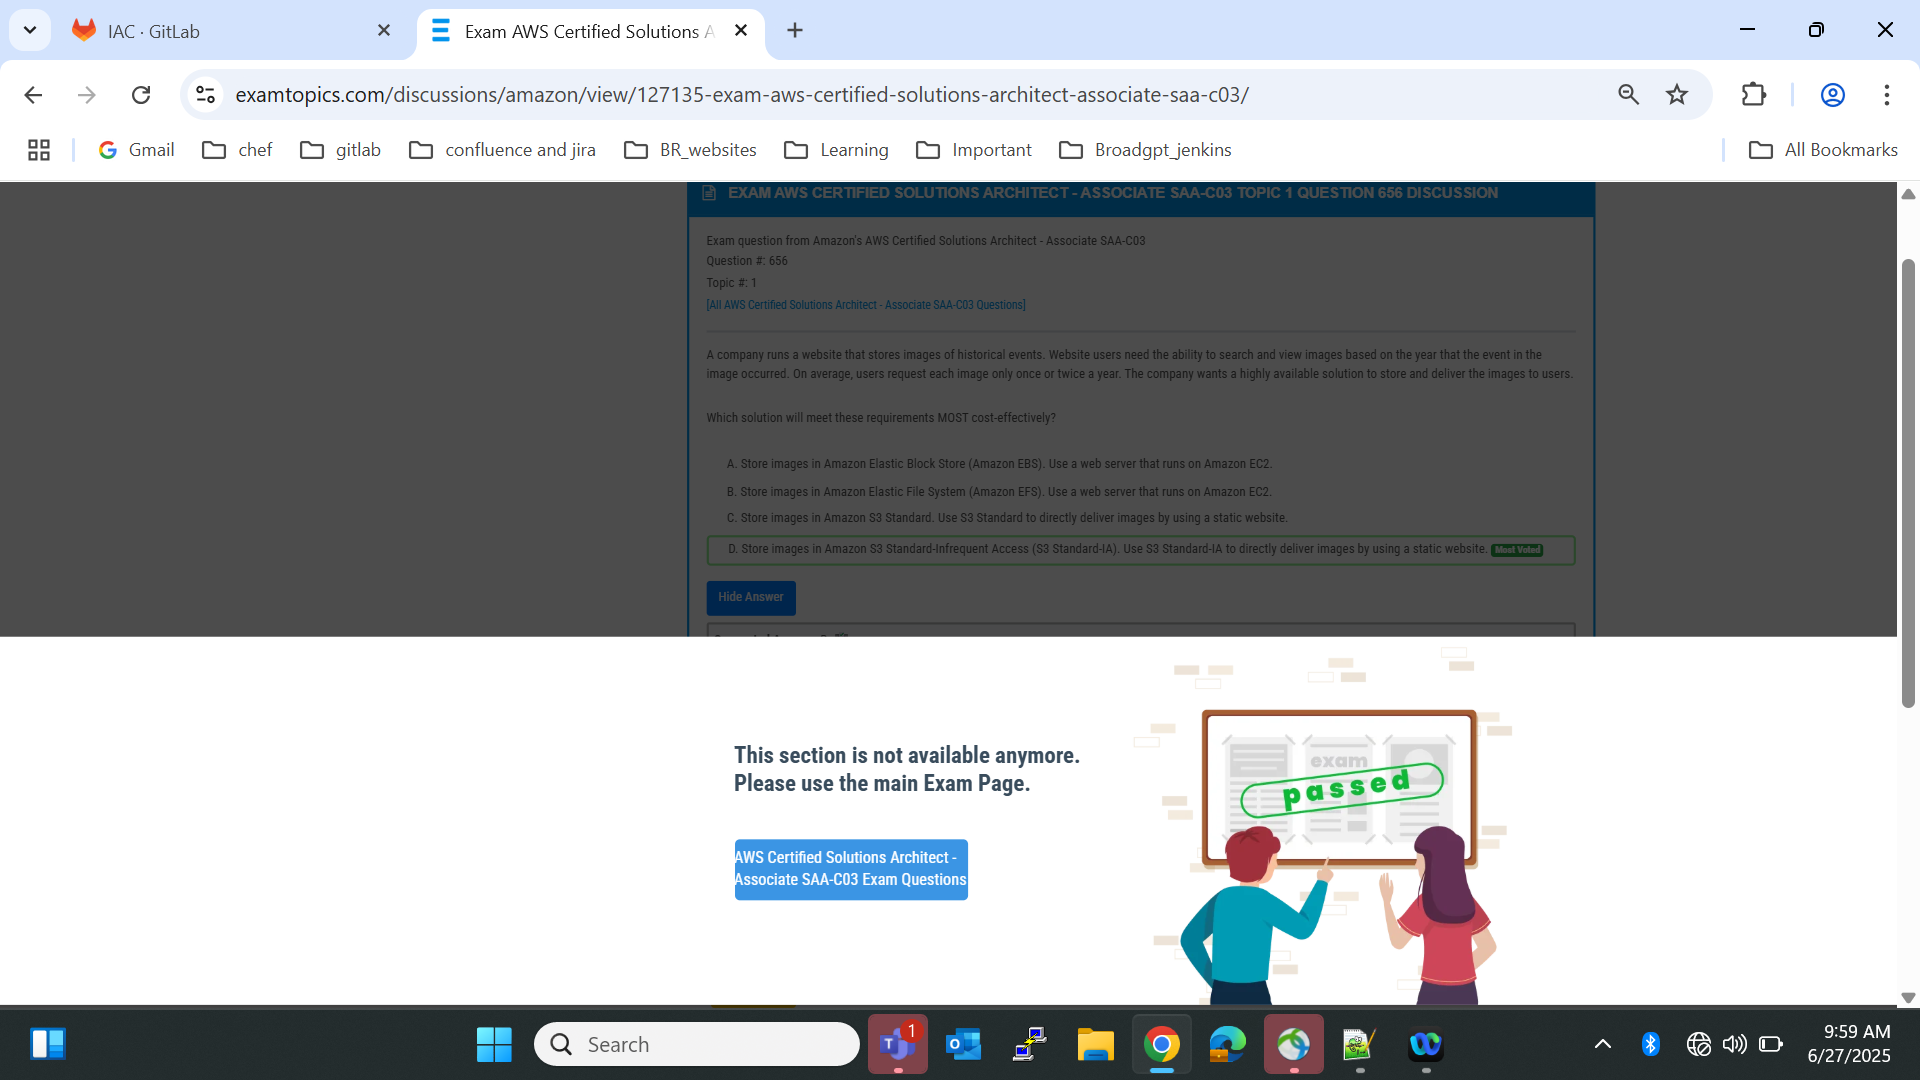 IAC · GitLab
Exam AWS Certified Solutions A
examtopics.com/discussions/amazon/view/127135-exam-aws-certified-solutions-architect-associate-saa-c03/
Gmail
chef
gitlab
confluence and jira
BR_websites
Learning
Important
Broadgpt_jenkins
All Bookmarks
EXAM AWS CERTIFIED SOLUTIONS ARCHITECT - ASSOCIATE SAA-C03 TOPIC 1 QUESTION 656 DISCUSSION
Exam question from Amazon's AWS Certified Solutions Architect - Associate SAA-C03
Question #: 656
Topic #: 1
[All AWS Certified Solutions Architect - Associate SAA-C03 Questions]
A company runs a website that stores images of historical events. Website users need the ability to search and view images based on the year that the event in the
image occurred. On average, users request each image only once or twice a year. The company wants a highly available solution to store and deliver the images to users.
Which solution will meet these requirements MOST cost-effectively?
A. Store images in Amazon Elastic Block Store (Amazon EBS). Use a web server that runs on Amazon EC2.
B. Store images in Amazon Elastic File System (Amazon EFS). Use a web server that runs on Amazon EC2.
C. Store images in Amazon S3 Standard. Use S3 Standard to directly deliver images by using a static website.
D. Store images in Amazon S3 Standard-Infrequent Access (S3 Standard-IA). Use S3 Standard-IA to directly deliver images by using a static website. Most Voted
Hide Answer
This section is not available anymore.
Please use the main Exam Page.
AWS Certified Solutions Architect -
Associate SAA-C03 Exam Questions
exam
passed
Search
1
9:59 AM
6/27/2025